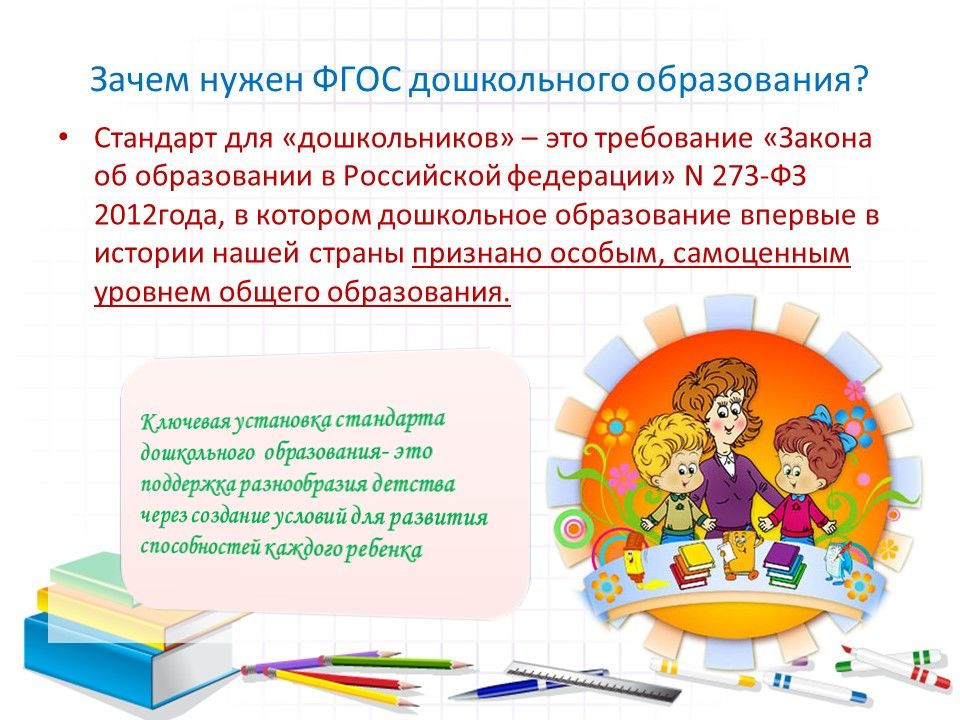 Зачем нужен ФГОС дошкольного образования?
• Стандарт для «дошкольников» – это требование «Закона
об образовании в Российской федерации» N 273-ФЗ
2012года, в котором дошкольное образование впервые в
истории нашей страны признано особым, самоценным
уровнем общего образования.
Ключевая установка стандарта
дошкольного образования- это
поддержка разнообразия детства
через создание условий для развития
способностей каждого ребенка